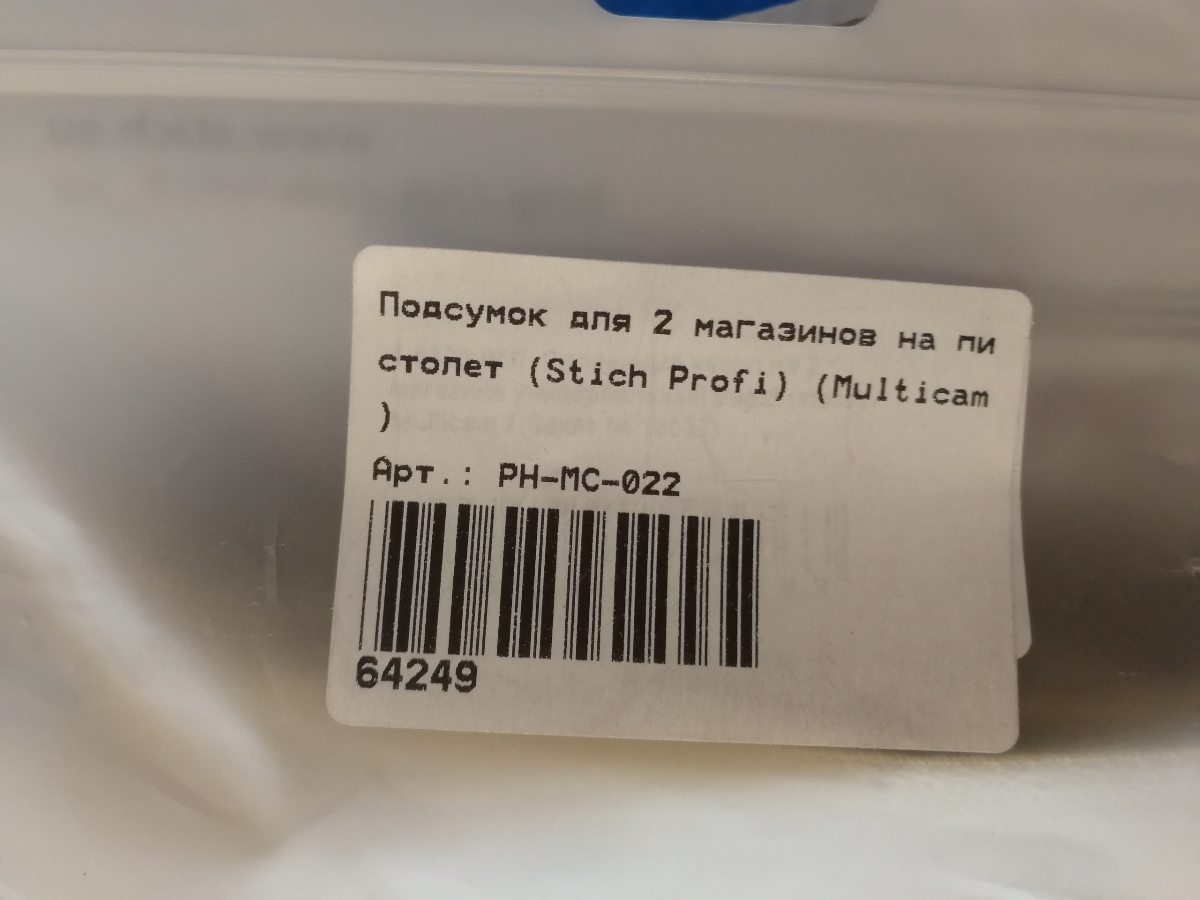 Подсумок для 2 магазинов на пи
столет (Stich Profi) (Multicam
)
Арт.: PH-MC-022
64249